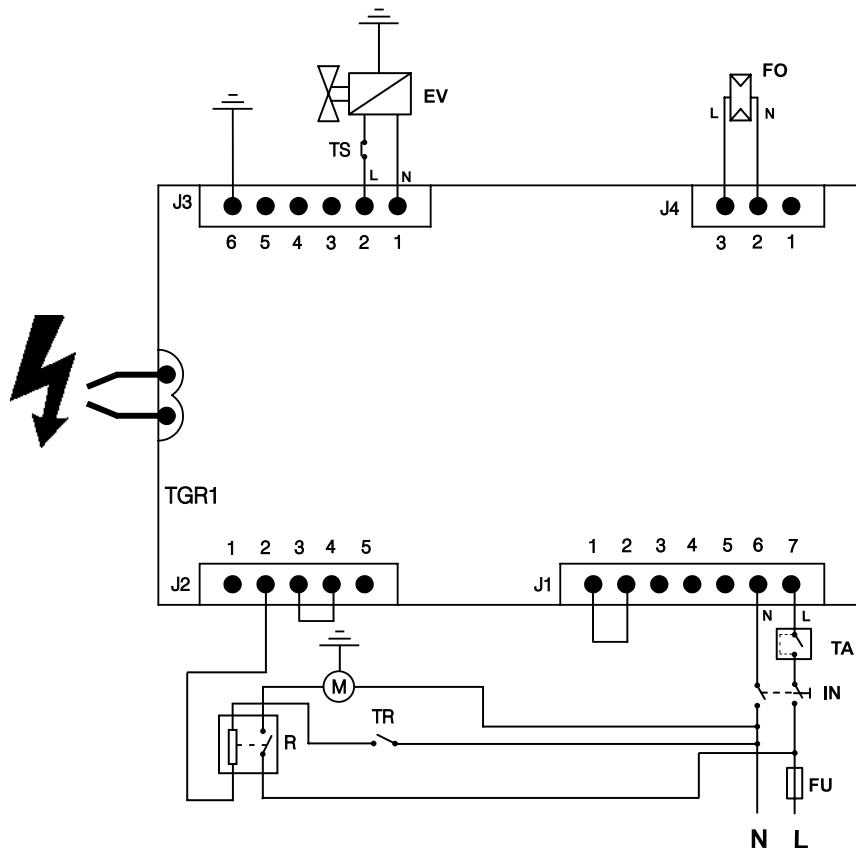 EV
FO
L
N
TS
L
N
J3
J4
6 5 4 3 2 1
3 2 1
TGR1
1 2 3 4 5
1 2 3 4 5 6 7
J2
J1
N
L
TA
M
IN
TR
R
FU
N L